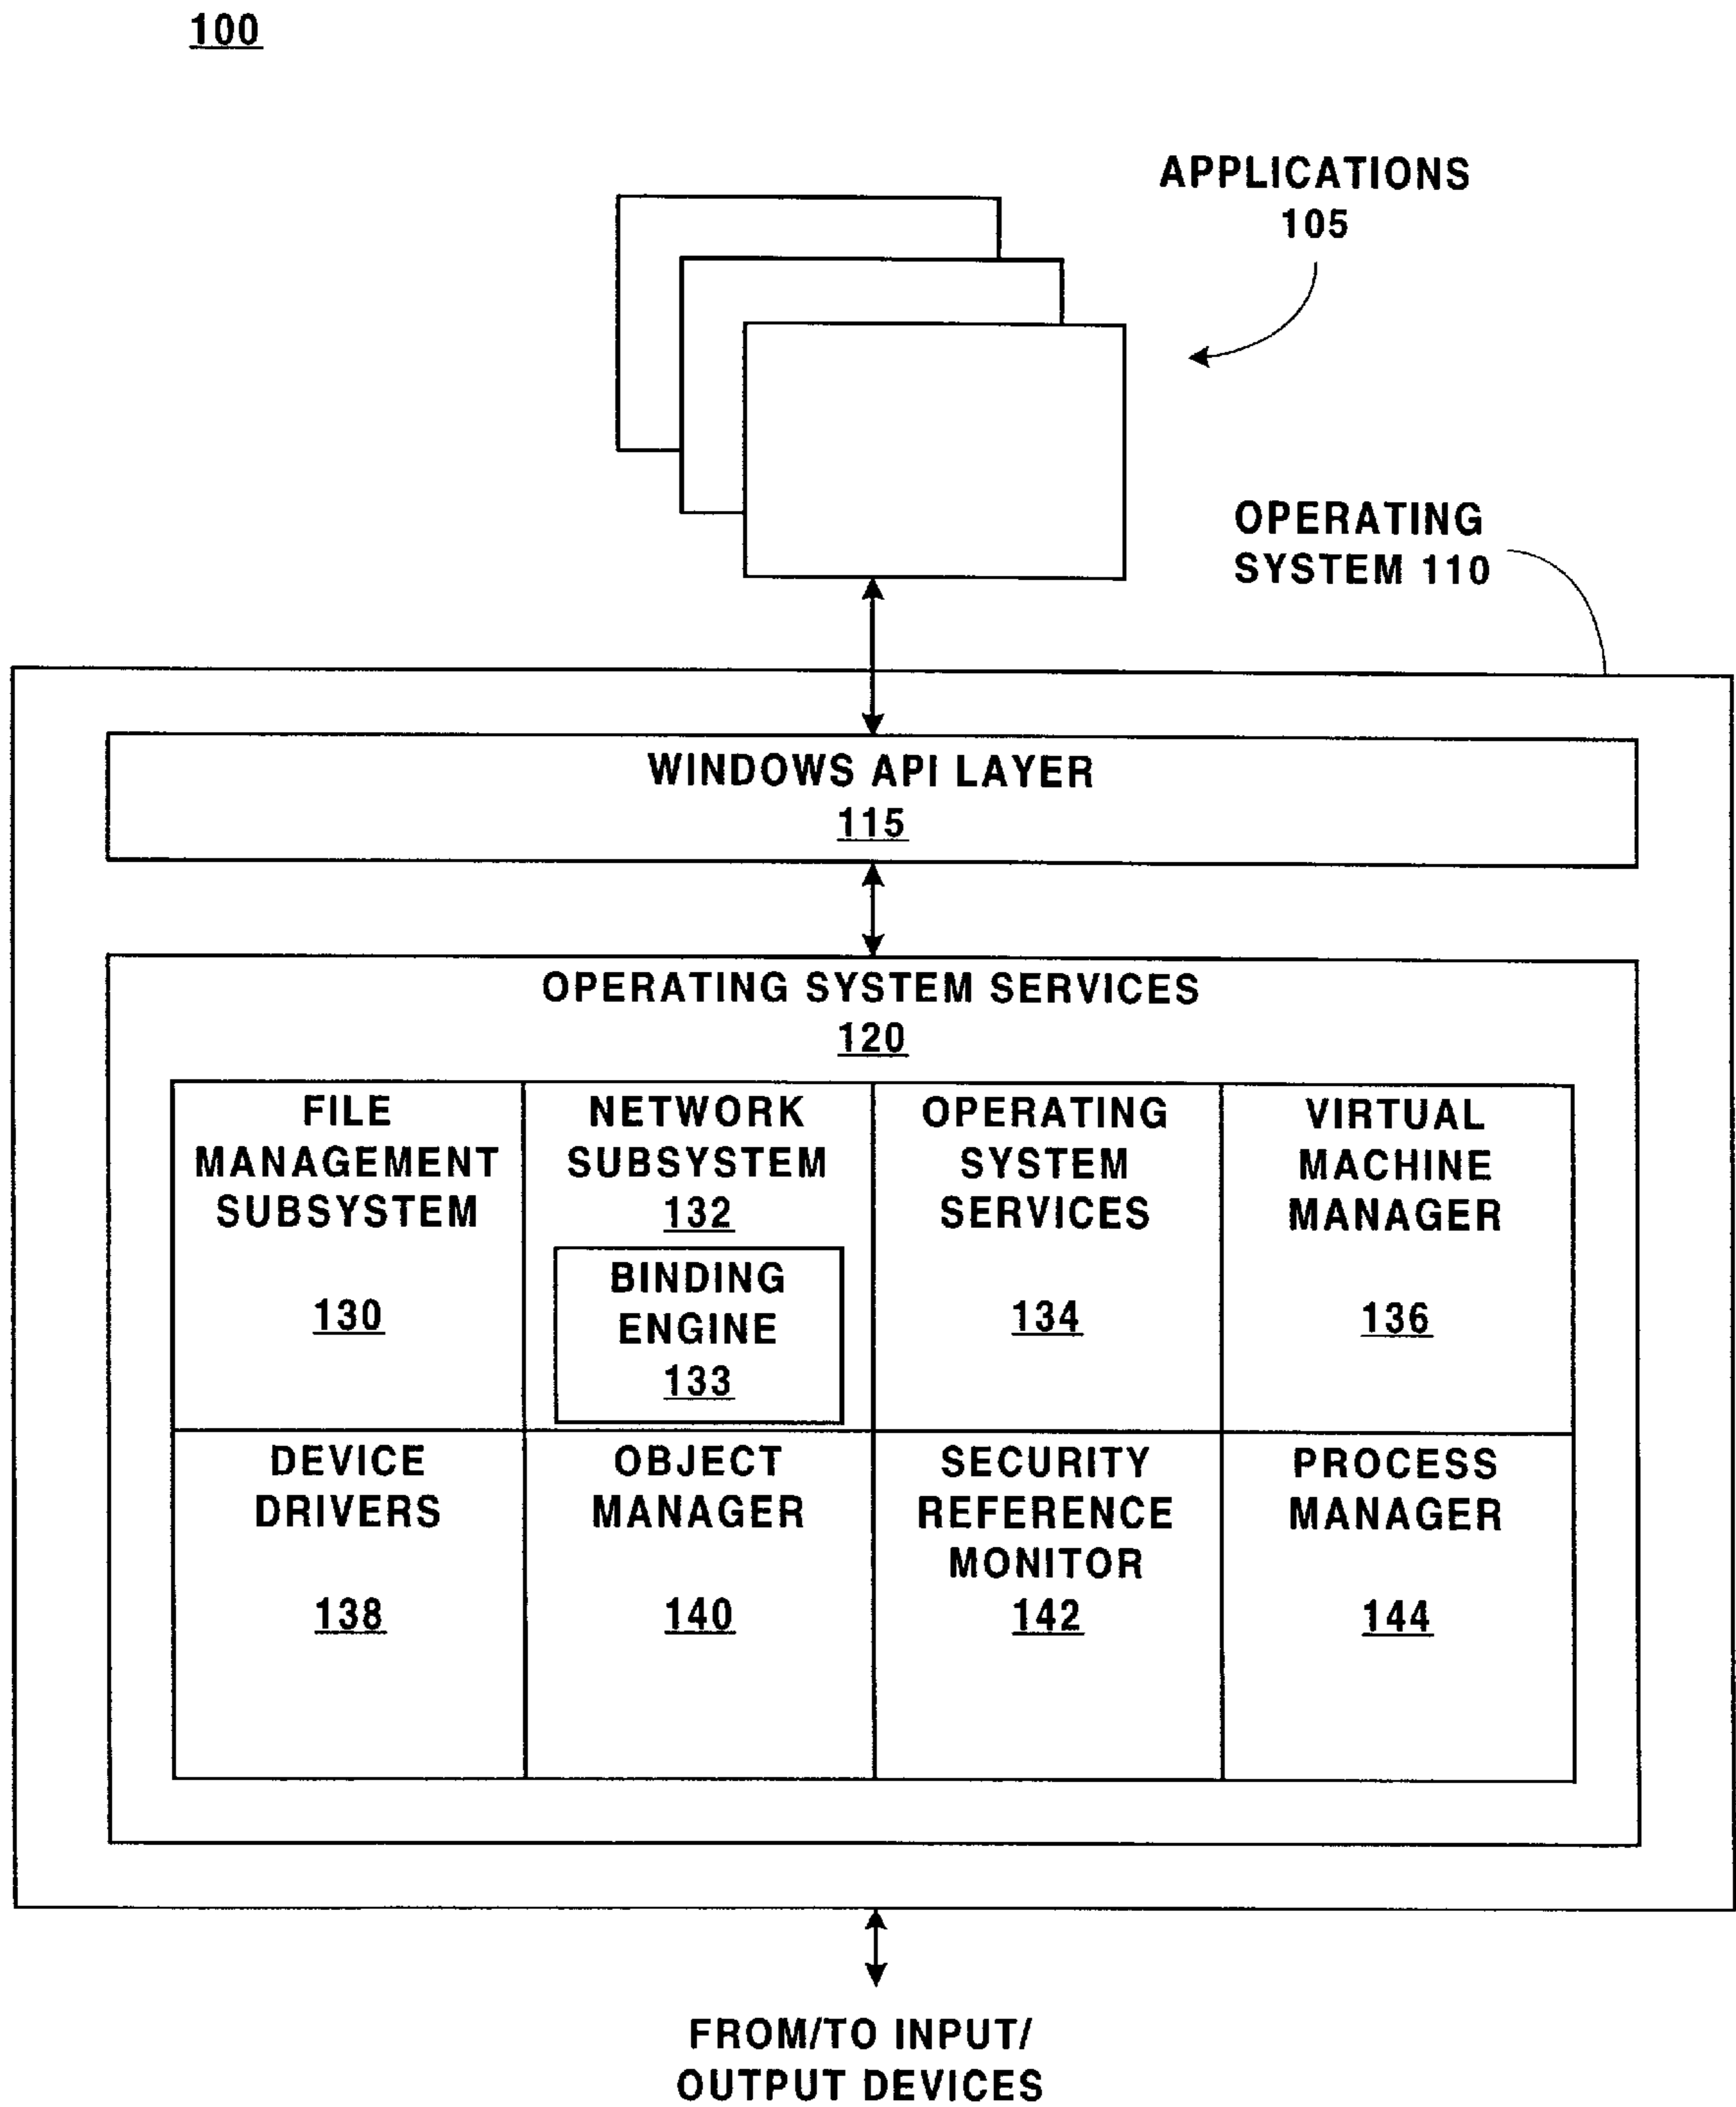 100
APPLICATIONS
105
OPERATING
SYSTEM 110
WINDOWS API LAYER
115
OPERATING SYSTEM SERVICES
120
FILE
MANAGEMENT
SUBSYSTEM
130
NETWORK
SUBSYSTEM
132
BINDING
ENGINE
133
OPERATING
SYSTEM
SERVICES
134
VIRTUAL
MACHINE
MANAGER
136
DEVICE
DRIVERS
138
OBJECT
MANAGER
140
SECURITY
REFERENCE
MONITOR
142
PROCESS
MANAGER
144
FROM/TO INPUT/
OUTPUT DEVICES